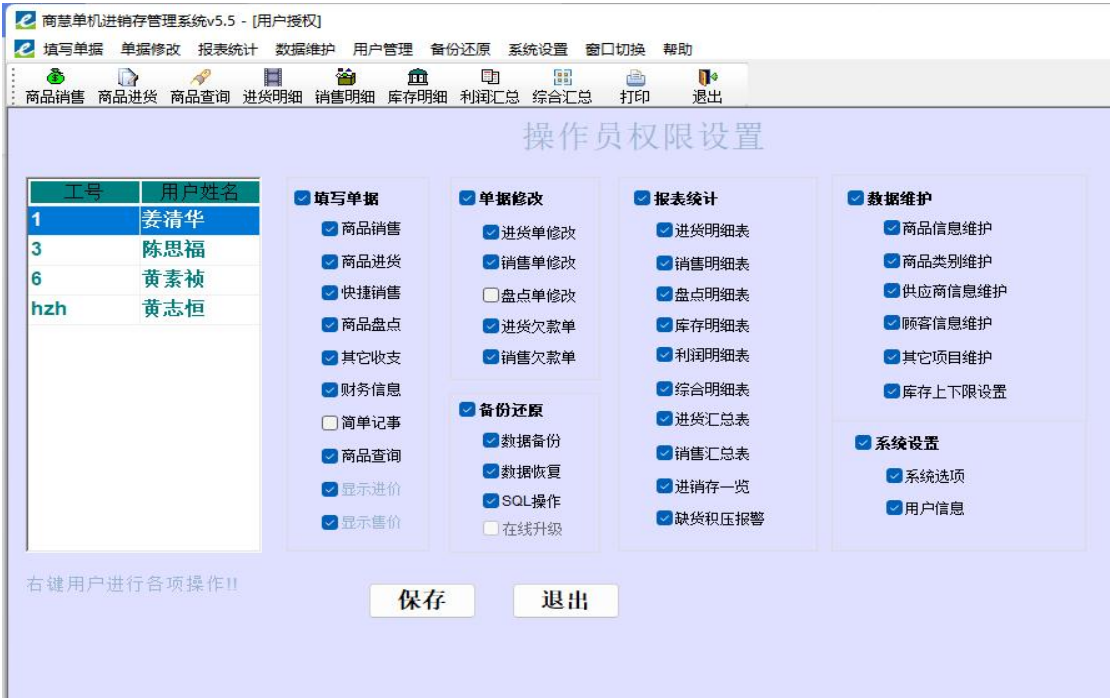 商慧单机进销存管理系统v5.5 - [用户授权]
填写单据 单据修改 报表统计 数据维护 用户管理 备份还原 系统设置 窗口切换 帮助
商品销售 商品进货 商品查询 进货明细 销售明细 库存明细 利润汇总 综合汇总 打印 退出
操作员权限设置
工号 用户姓名
1 姜清华
3 陈思福
6 黄素祯
hzh 黄志恒
填写单据
商品销售
商品进货
快捷销售
商品盘点
其它收支
财务信息
简单记事
商品查询
显示进价
显示售价
单据修改
进货单修改
销售单修改
盘点单修改
进货欠款单
销售欠款单
备份还原
数据备份
数据恢复
SQL操作
在线升级
报表统计
进货明细表
销售明细表
盘点明细表
库存明细表
利润明细表
综合明细表
进货汇总表
销售汇总表
进销存一览
缺货积压报警
数据维护
商品信息维护
商品类别维护
供应商信息维护
顾客信息维护
其它项目维护
库存上下限设置
系统设置
系统选项
用户信息
右键用户进行各项操作!!
保存 退出